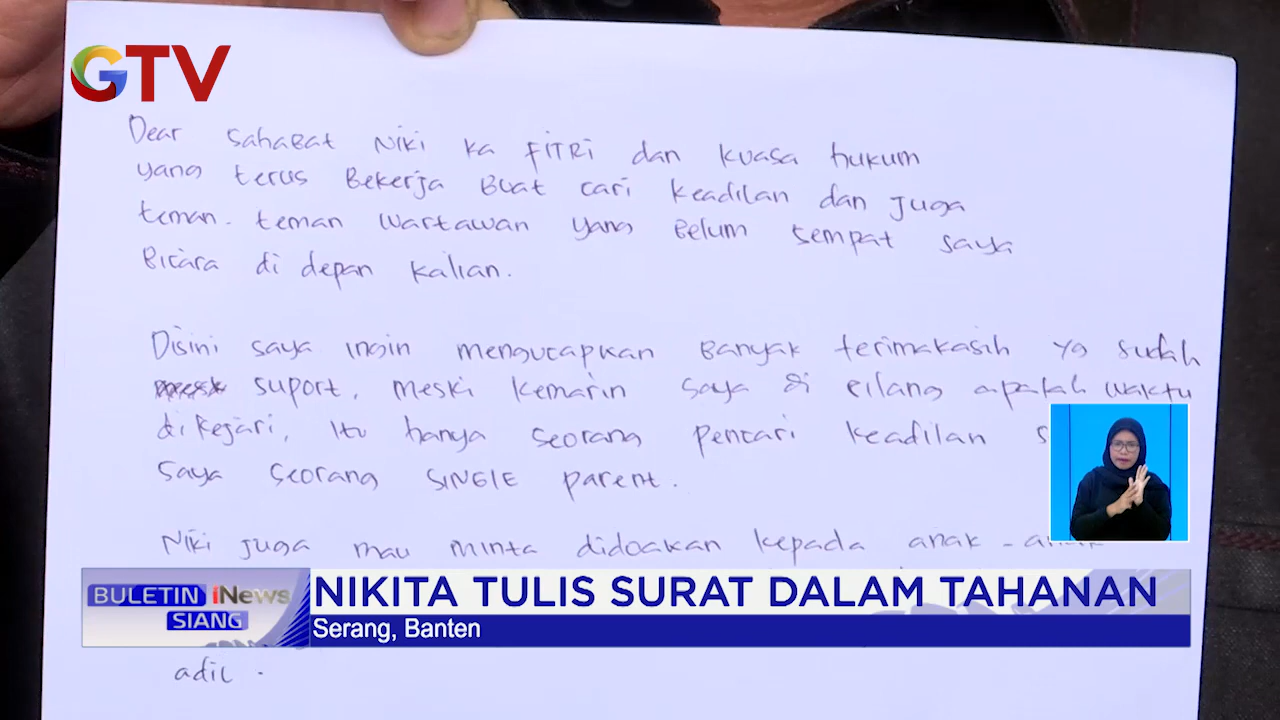 GTV
Dear sahabat Niki ka FITRI dan kuasa hukum
yang terus Bekerja Buat cari keadilan dan juga
teman-teman wartawan yang Belum sempat saya
Bicara di depan kalian.
Disini saya ingin mengucapkan Banyak terimakasih yg sudah
suport, meski kemarin saya di Bilang apalah waktu
di Kejari, Itu hanya seorang pencari keadilan
saya seorang SINGLE parent.
Niki juga mau minta didoakan kepada anak-anak
adil.
BULETIN iNews
SIANG
NIKITA TULIS SURAT DALAM TAHANAN
Serang, Banten